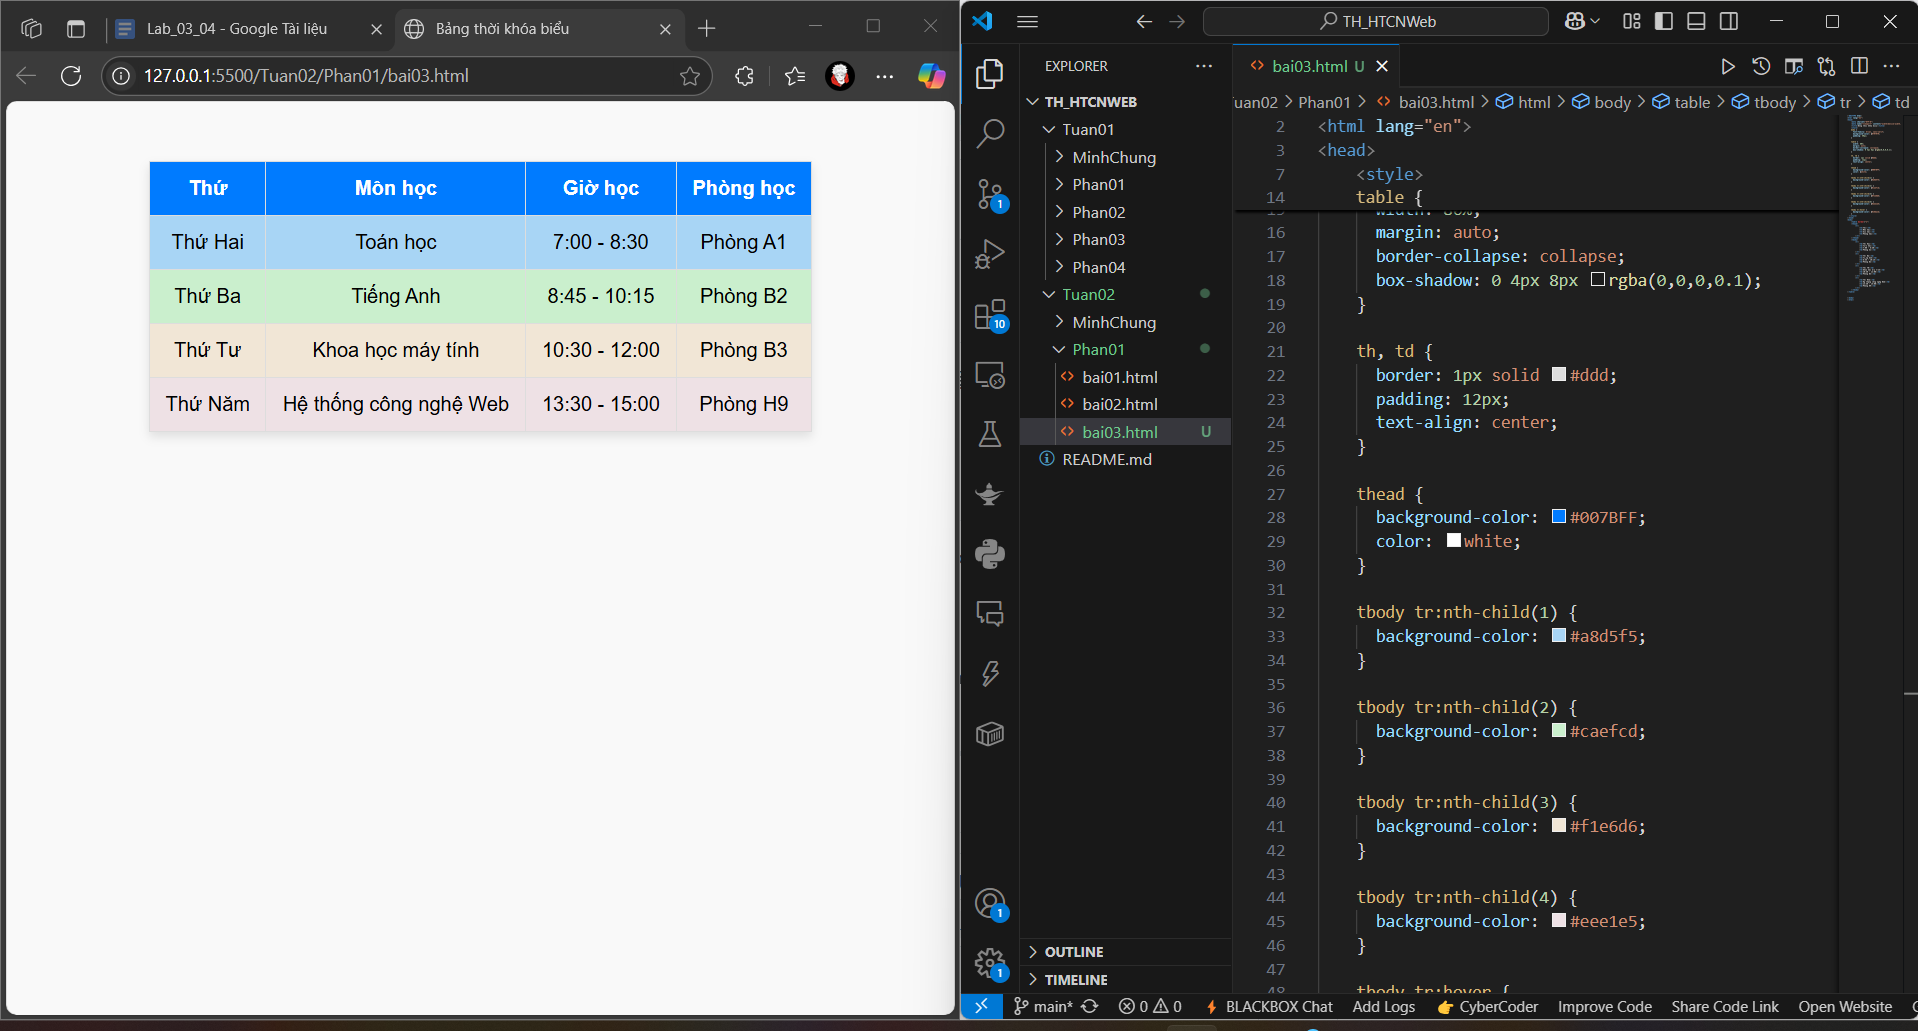 Lab_03_04 - Google Tài liệu
Bảng thời khóa biểu
127.0.0.1:5500/Tuan02/Phan01/bai03.html
Thứ Môn học Giờ học Phòng học
Thứ Hai Toán học 7:00 - 8:30 Phòng A1
Thứ Ba Tiếng Anh 8:45 - 10:15 Phòng B2
Thứ Tư Khoa học máy tính 10:30 - 12:00 Phòng B3
Thứ Năm Hệ thống công nghệ Web 13:30 - 15:00 Phòng H9
TH_HTCNWeb
EXPLORER
TH_HTCNWEB
Tuan01
MinhChung
Phan01
Phan02
Phan03
Phan04
Tuan02
MinhChung
Phan01
bai01.html
bai02.html
bai03.html U
README.md
OUTLINE
TIMELINE
1
10
1
1
bai03.html U
uan02 > Phan01 > bai03.html > html > body > table > tbody > tr > td
2 <html lang="en">
3 <head>
7 <style>
14 table {
16 margin: auto;
17 border-collapse: collapse;
18 box-shadow: 0 4px 8px rgba(0,0,0,0.1);
19 }
20
21 th, td {
22 border: 1px solid #ddd;
23 padding: 12px;
24 text-align: center;
25 }
26
27 thead {
28 background-color: #007BFF;
29 color: white;
30 }
31
32 tbody tr:nth-child(1) {
33 background-color: #a8d5f5;
34 }
35
36 tbody tr:nth-child(2) {
37 background-color: #caefcd;
38 }
39
40 tbody tr:nth-child(3) {
41 background-color: #f1e6d6;
42 }
43
44 tbody tr:nth-child(4) {
45 background-color: #eee1e5;
46 }
47
48 tbody tr:hover {
main* 0 0 BLACKBOX Chat Add Logs CyberCoder Improve Code Share Code Link Open Website